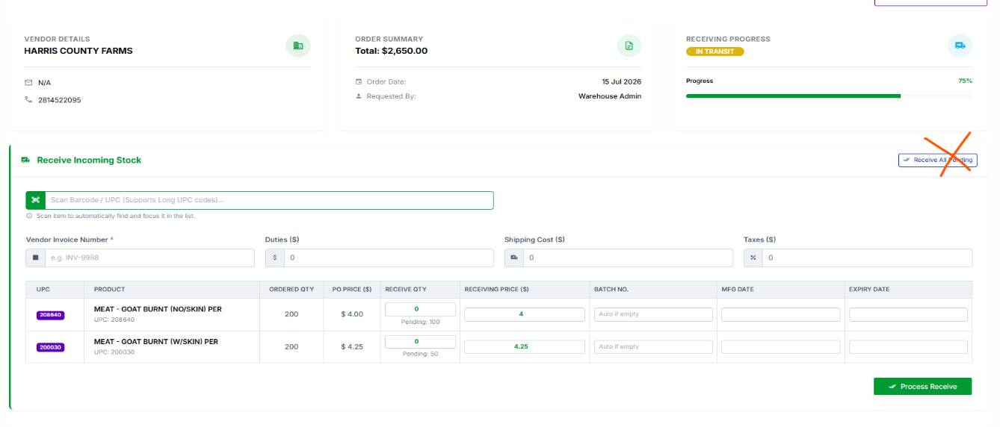 VENDOR DETAILS
HARRIS COUNTY FARMS
N/A
2814522095
ORDER SUMMARY
Total: $2,650.00
Order Date: 15 Jul 2026
Requested By: Warehouse Admin
RECEIVING PROGRESS
IN TRANSIT
Progress 75%
Receive Incoming Stock
Receive All Pending
Scan Barcode / UPC (Supports Long UPC codes)...
Scan item to automatically find and focus it in the list.
Vendor Invoice Number * Duties ($) Shipping Cost ($) Taxes ($)
e.g. INV-9988 $ 0 0 % 0
UPC PRODUCT ORDERED QTY PO PRICE ($) RECEIVE QTY RECEIVING PRICE ($) BATCH NO. MFG DATE EXPIRY DATE
208640 MEAT - GOAT BURNT (NO/SKIN) PER 200 $ 4.00 0 4 Auto if empty
UPC: 208640 Pending: 100
200030 MEAT - GOAT BURNT (W/SKIN) PER 200 $ 4.25 0 4.25 Auto if empty
UPC: 200030 Pending: 50
Process Receive